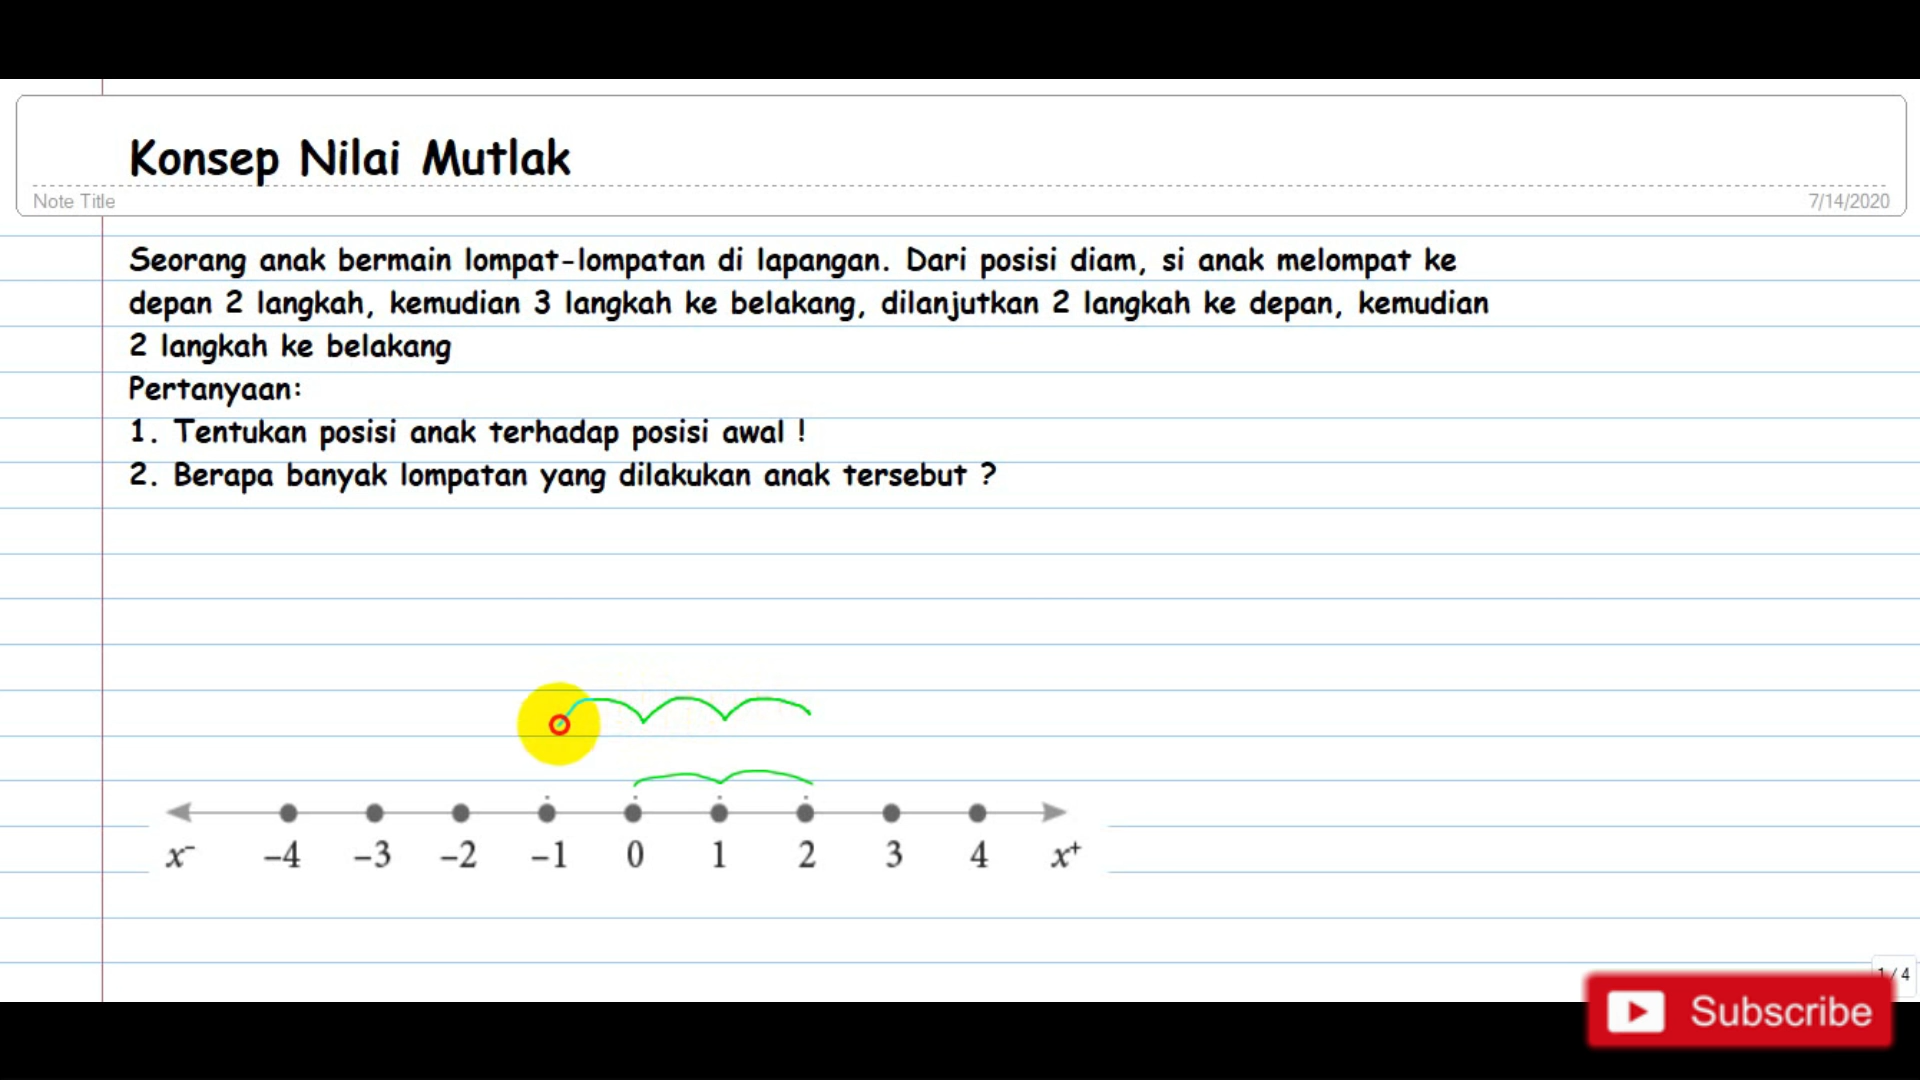 Konsep Nilai Mutlak
Note Title
7/14/2020
Seorang anak bermain lompat-lompatan di lapangan. Dari posisi diam, si anak melompat ke
depan 2 langkah, kemudian 3 langkah ke belakang, dilanjutkan 2 langkah ke depan, kemudian
2 langkah ke belakang
Pertanyaan:
1. Tentukan posisi anak terhadap posisi awal !
2. Berapa banyak lompatan yang dilakukan anak tersebut ?
x⁻ −4 −3 −2 −1 0 1 2 3 4 x⁺
1 / 4
Subscribe